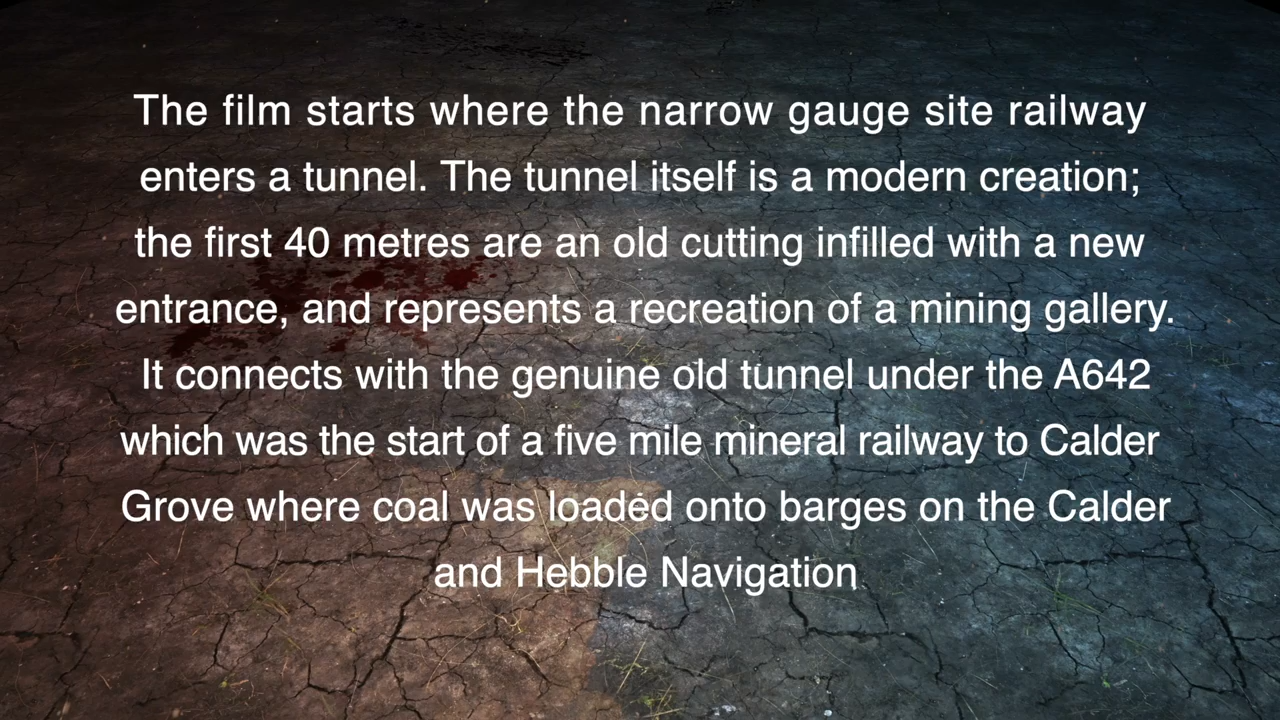 The film starts where the narrow gauge site railway
enters a tunnel. The tunnel itself is a modern creation;
the first 40 metres are an old cutting infilled with a new
entrance, and represents a recreation of a mining gallery.
It connects with the genuine old tunnel under the A642
which was the start of a five mile mineral railway to Calder
Grove where coal was loaded onto barges on the Calder
and Hebble Navigation